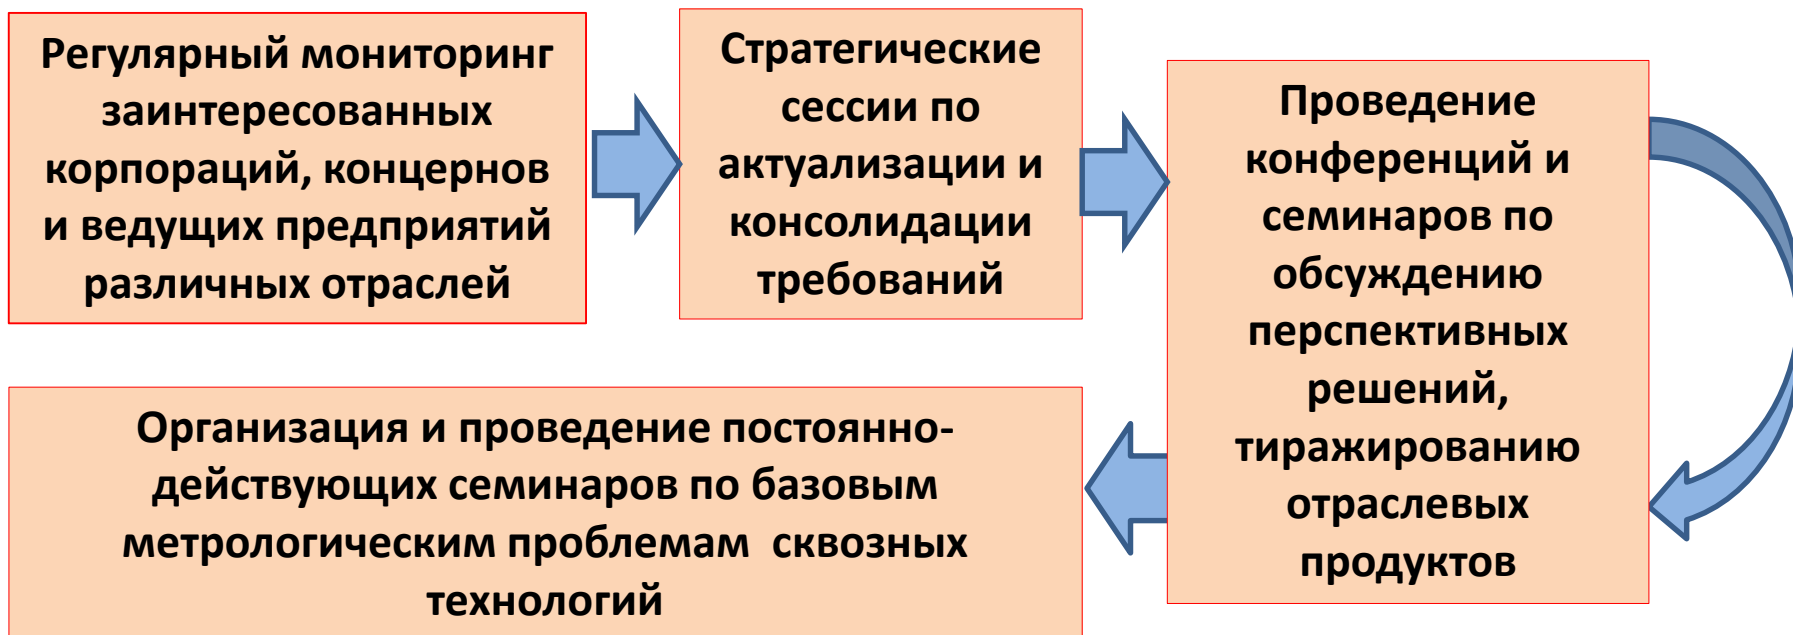 Регулярный мониторинг
заинтересованных
корпораций, концернов
и ведущих предприятий
различных отраслей
Стратегические
сессии по
актуализации и
консолидации
требований
Проведение
конференций и
семинаров по
обсуждению
перспективных
решений,
тиражированию
отраслевых
продуктов
Организация и проведение постоянно-
действующих семинаров по базовым
метрологическим проблемам сквозных
технологий